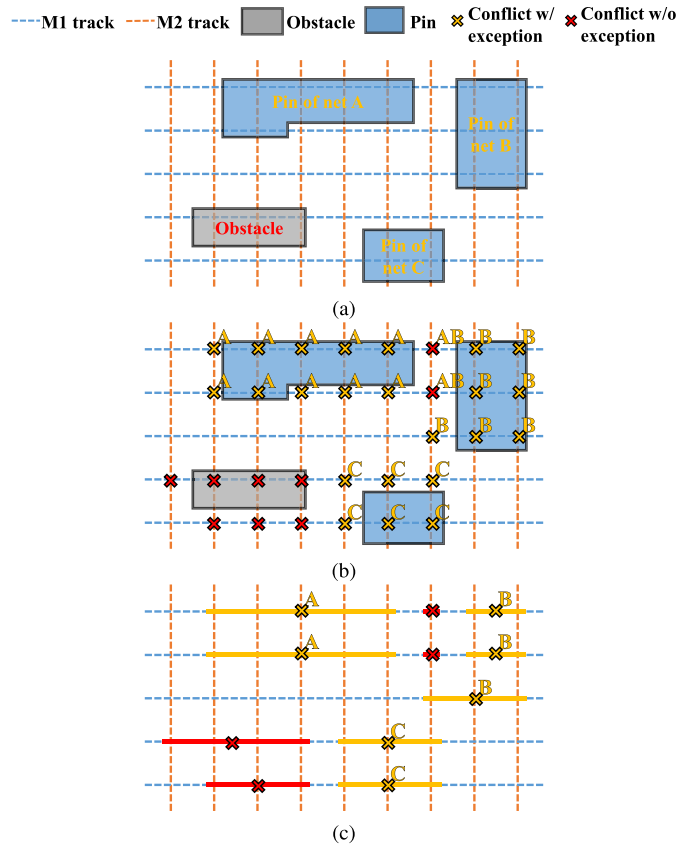 M1 track M2 track Obstacle Pin Conflict w/ exception Conflict w/o exception
Pin of net A
Pin of
net B
Obstacle
Pin of
net C
(a)
A A A A A AB B B
A A A A A AB B B
B B B
C C C
C C C
(b)
A B
A B
B
C
C
(c)